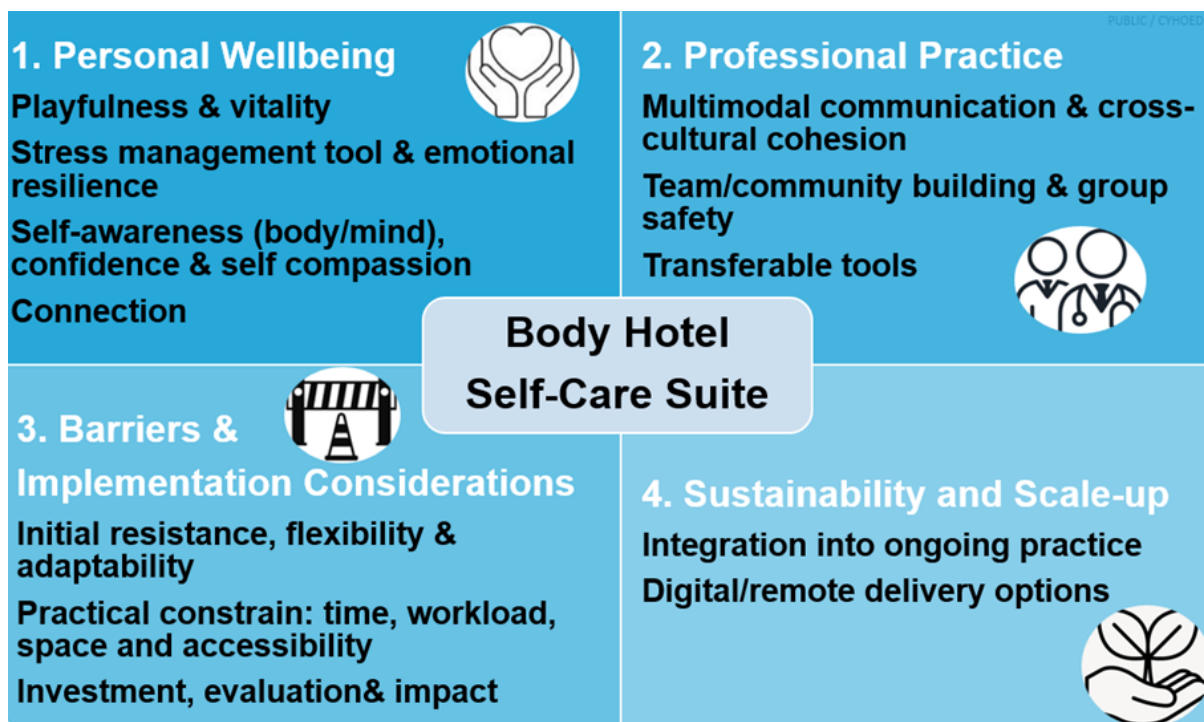 PUBLIC / CYHOED
1. Personal Wellbeing
Playfulness & vitality
Stress management tool & emotional
resilience
Self-awareness (body/mind),
confidence & self compassion
Connection
2. Professional Practice
Multimodal communication & cross-
cultural cohesion
Team/community building & group
safety
Transferable tools
Body Hotel
Self-Care Suite
3. Barriers &
Implementation Considerations
Initial resistance, flexibility &
adaptability
Practical constrain: time, workload,
space and accessibility
Investment, evaluation& impact
4. Sustainability and Scale-up
Integration into ongoing practice
Digital/remote delivery options